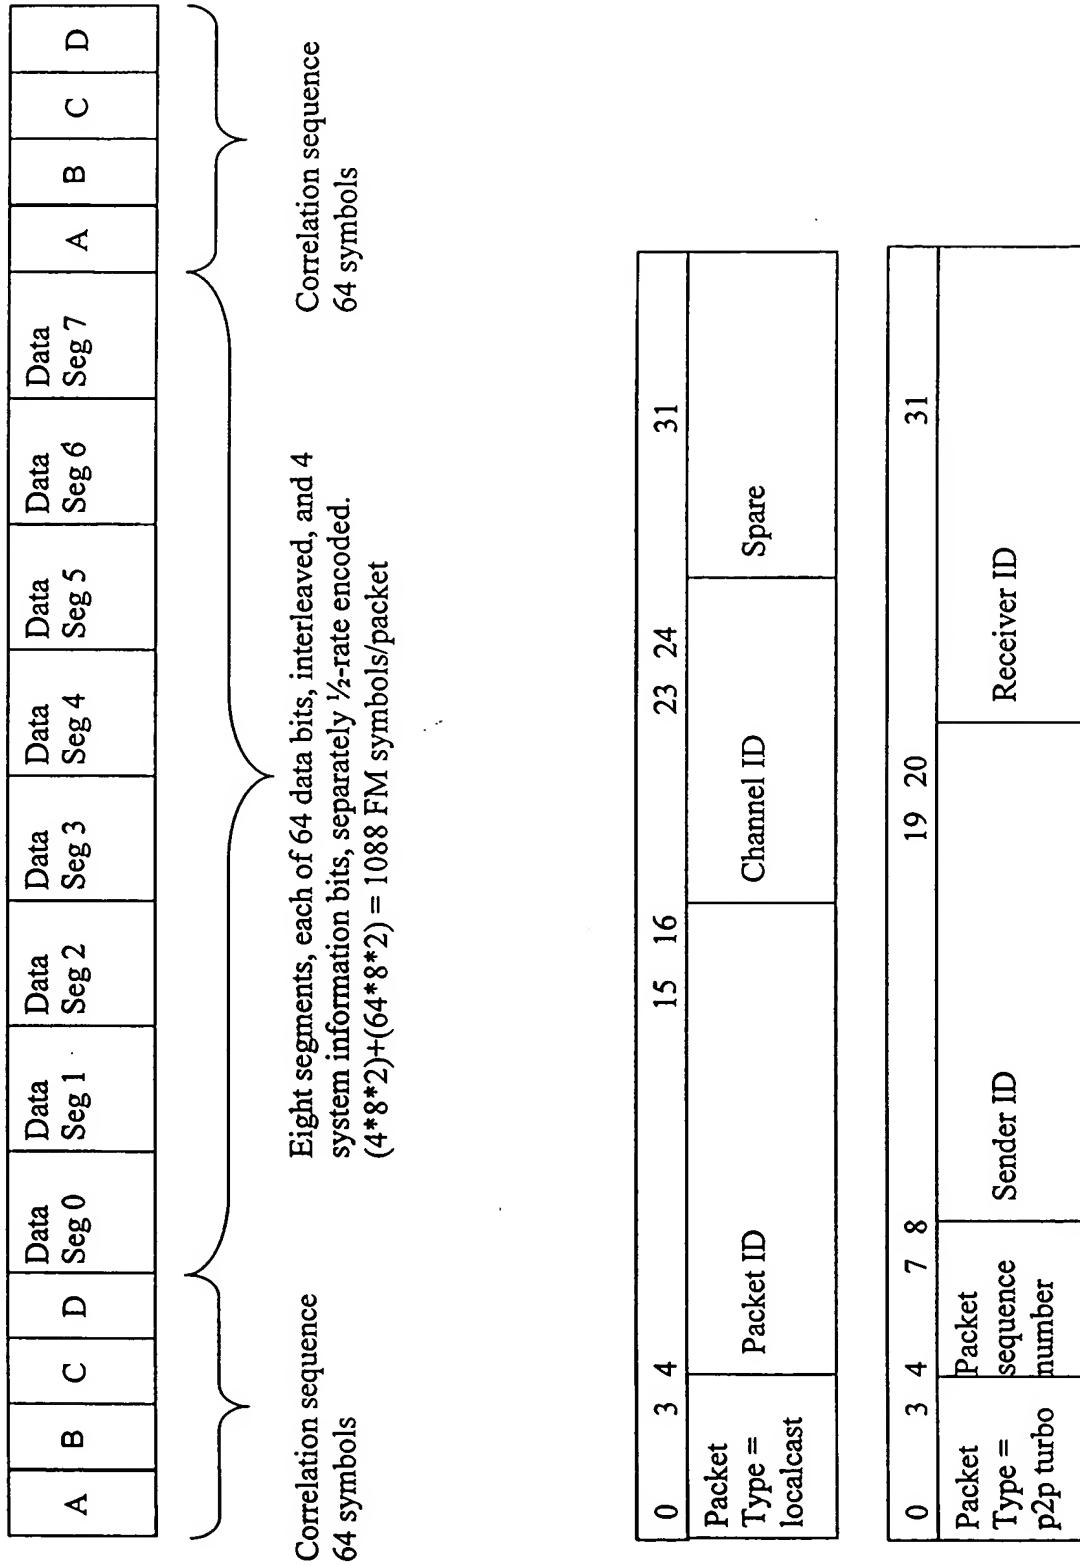 A B C D Data Seg 0 Data Seg 1 Data Seg 2 Data Seg 3 Data Seg 4 Data Seg 5 Data Seg 6 Data Seg 7 A B C D
Correlation sequence
64 symbols
Eight segments, each of 64 data bits, interleaved, and 4
system information bits, separately ½-rate encoded.
(4*8*2)+(64*8*2) = 1088 FM symbols/packet
Correlation sequence
64 symbols
0 3 4 15 16 23 24 31
Packet
Type =
localcast
Packet ID
Channel ID
Spare
0 3 4 7 8 19 20 31
Packet
Type =
p2p turbo
Packet
sequence
number
Sender ID
Receiver ID